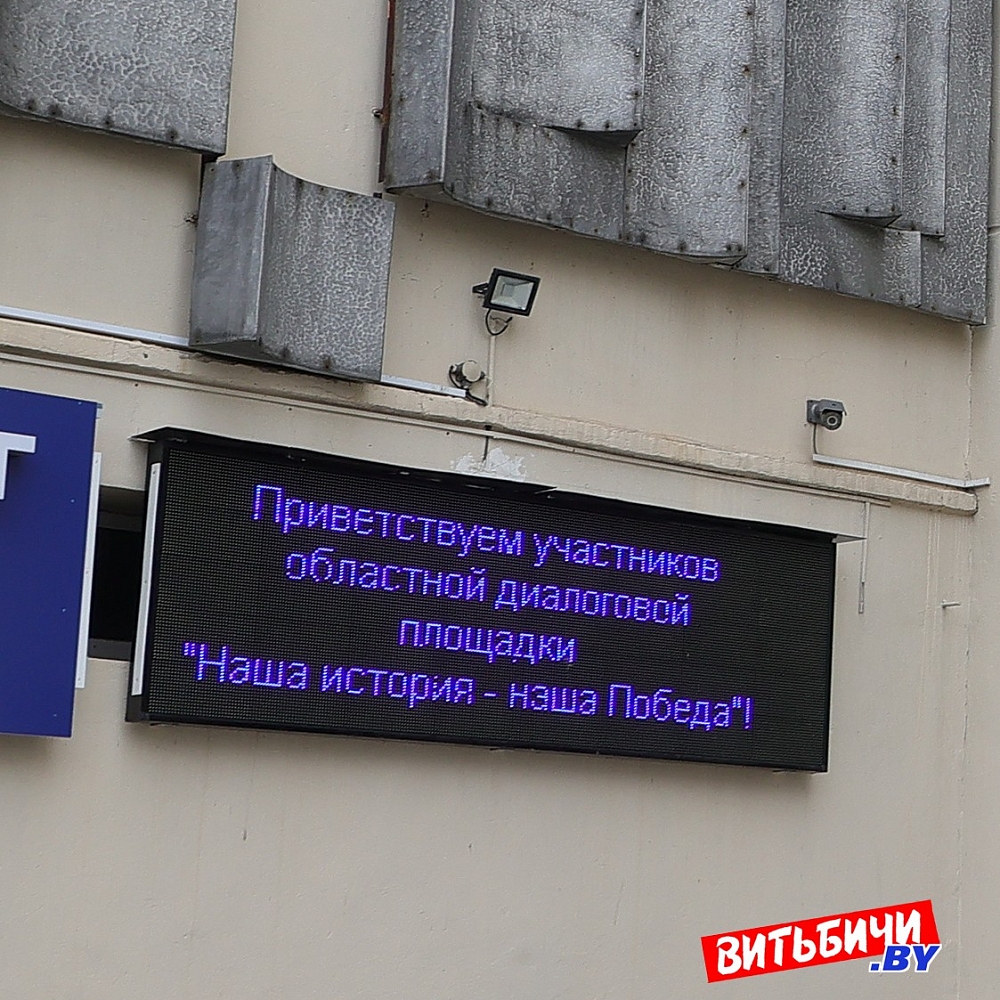 Т
Приветствуем участников
областной диалоговой
площадки
"Наша история - наша Победа"!
ВИТЬБИЧИ
.BY